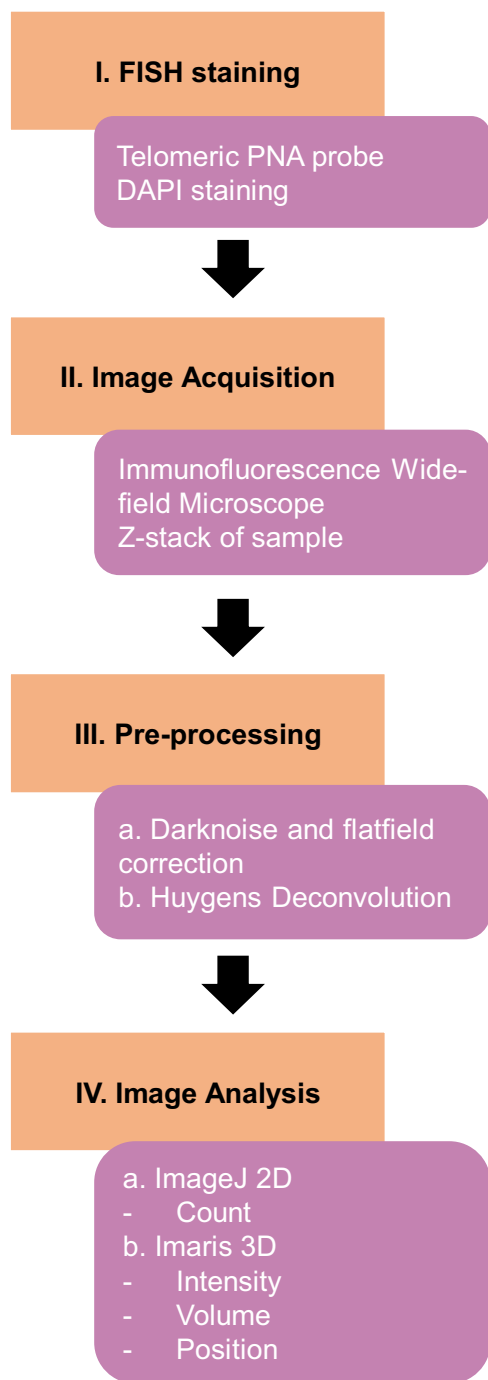 I. FISH staining
Telomeric PNA probe
DAPI staining
II. Image Acquisition
Immunofluorescence Wide-
field Microscope
Z-stack of sample
III. Pre-processing
a. Darknoise and flatfield
correction
b. Huygens Deconvolution
IV. Image Analysis
a. ImageJ 2D
- Count
b. Imaris 3D
- Intensity
- Volume
- Position